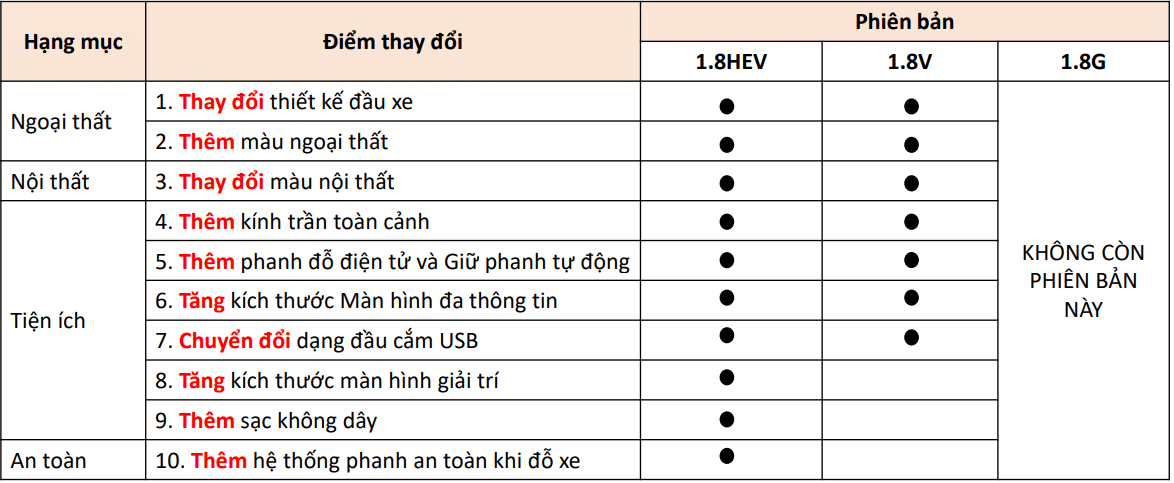 Hạng mục
Điểm thay đổi
Phiên bản
1.8HEV
1.8V
1.8G
Ngoại thất
1. Thay đổi thiết kế đầu xe
2. Thêm màu ngoại thất
Nội thất
3. Thay đổi màu nội thất
Tiện ích
4. Thêm kính trần toàn cảnh
5. Thêm phanh đỗ điện tử và Giữ phanh tự động
6. Tăng kích thước Màn hình đa thông tin
7. Chuyển đổi dạng đầu cắm USB
8. Tăng kích thước màn hình giải trí
9. Thêm sạc không dây
An toàn
10. Thêm hệ thống phanh an toàn khi đỗ xe
KHÔNG CÒN
PHIÊN BẢN
NÀY